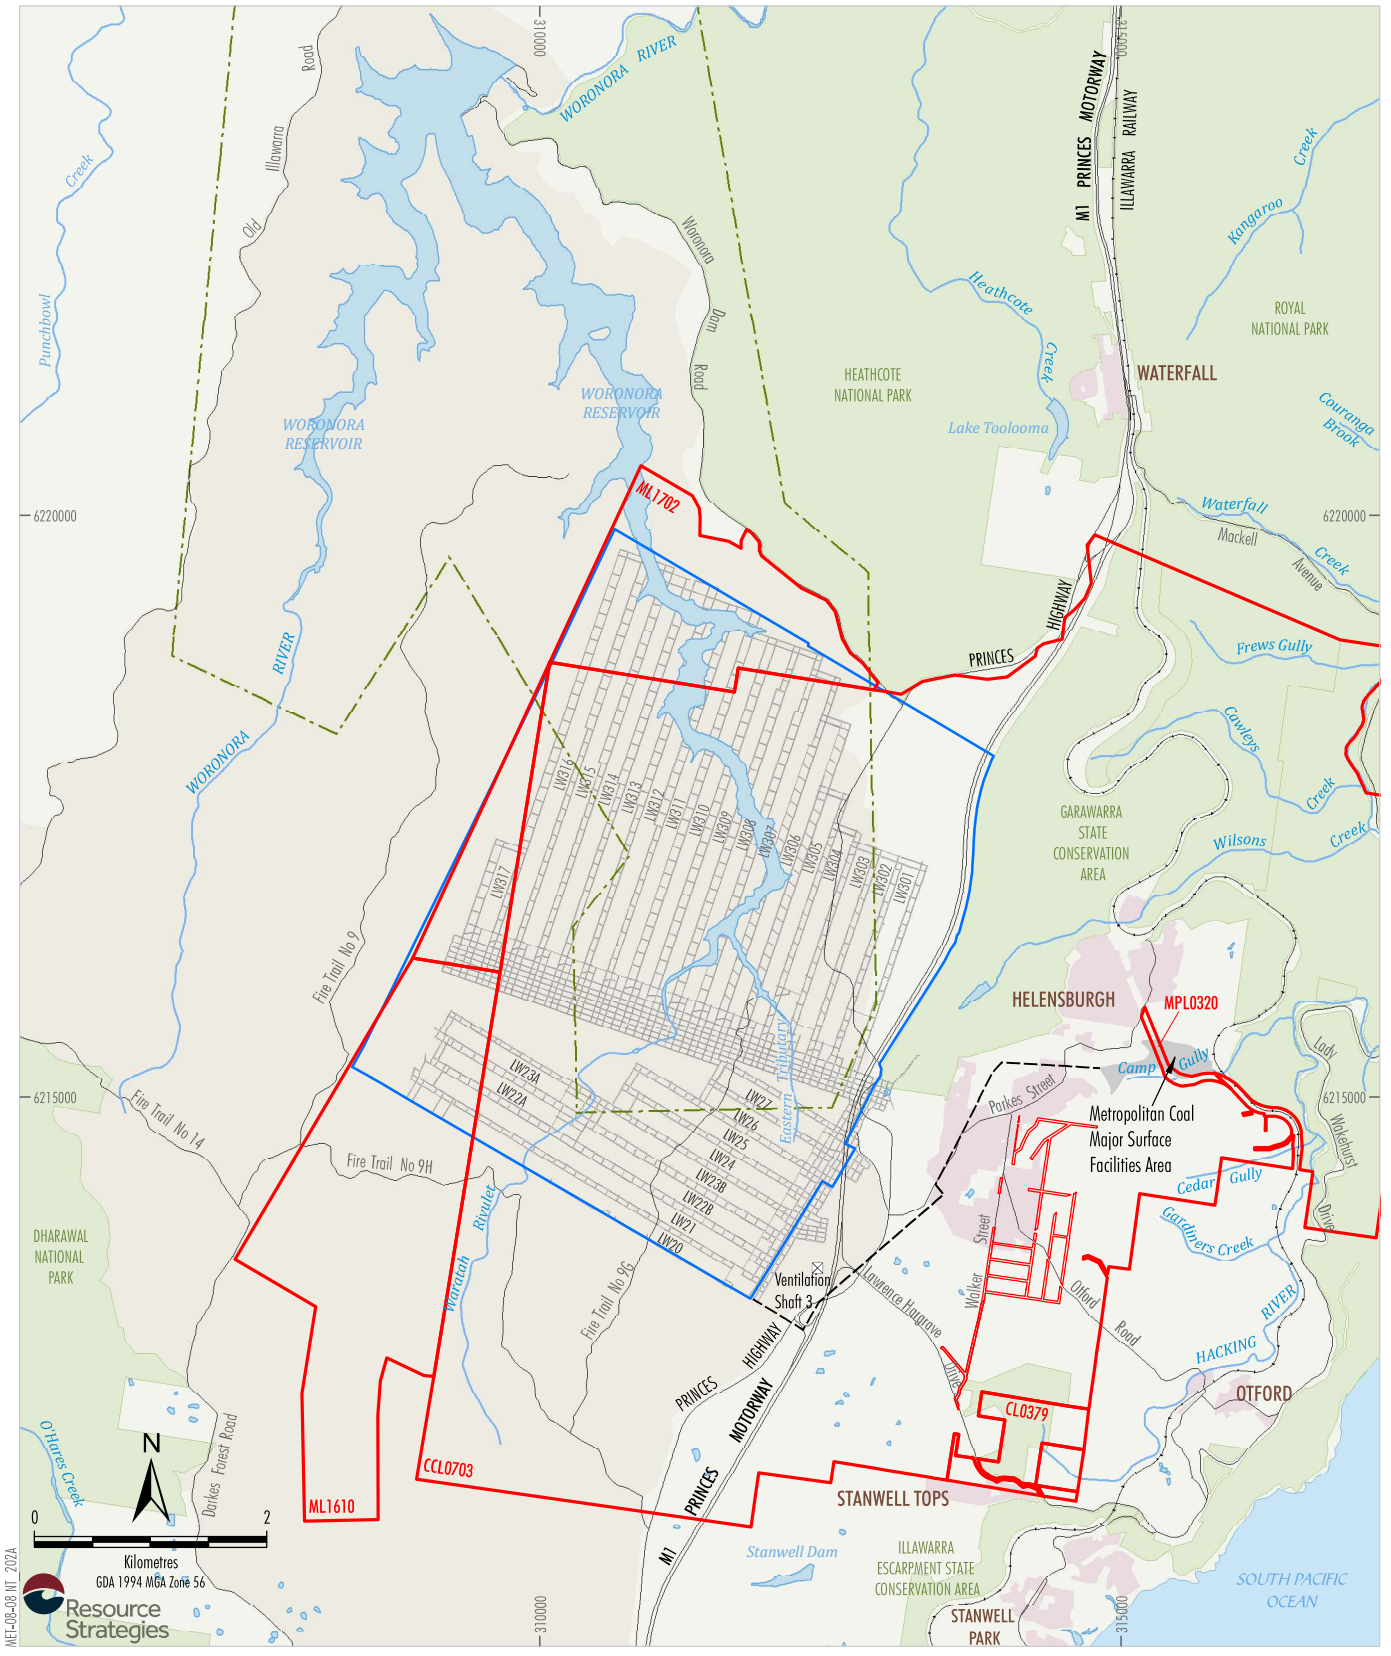 310000
315000
Road
WORONORA RIVER
M1 PRINCES MOTORWAY
ILLAWARRA RAILWAY
Creek
Illawarra
Creek
Kangaroo
Old
Woronora
Heathcote
Punchbowl
Dam
ROYAL
NATIONAL PARK
Creek
Road
HEATHCOTE
NATIONAL PARK
WATERFALL
WORONORA
RESERVOIR
WORONORA
RESERVOIR
Lake Toolooma
Couranga
Brook
ML1702
6220000
6220000
Waterfall
Creek
Mackell
Avenue
HIGHWAY
PRINCES
RIVER
Frews Gully
WORONORA
Cawleys
Creek
LW316
LW315
LW314
LW313
LW312
LW311
LW310
LW309
LW308
LW307
LW306
LW305
LW304
LW303
LW302
LW301
LW317
GARAWARRA
STATE
CONSERVATION
AREA
Wilsons
Creek
Fire Trail No 9
HELENSBURGH
MPL0320
Camp Gully
Lady
Wakehurst
Drive
Eastern Tributary
LW23A
LW22A
LW27
LW26
LW25
LW24
LW23B
LW22B
LW21
LW20
6215000
6215000
Parkes Street
Metropolitan Coal
Major Surface
Facilities Area
Fire Trail No 14
Fire Trail No 9H
Cedar Gully
Gardiners Creek
DHARAWAL
NATIONAL
PARK
Waratah Rivulet
Fire Trail No 9G
Ventilation
Shaft 3
Lawrence Hargrave
Drive
Walker Street
Otford Road
HACKING RIVER
PRINCES HIGHWAY
OTFORD
CL0379
O'Hares Creek
Darkes Forest Road
N
CCL0703
ML1610
M1 PRINCES MOTORWAY
STANWELL TOPS
0 2
Kilometres
GDA 1994 MGA Zone 56
Stanwell Dam
ILLAWARRA
ESCARPMENT STATE
CONSERVATION AREA
SOUTH PACIFIC
OCEAN
STANWELL
PARK
MET-08-08 NT 202A
Resource
Strategies
310000
315000